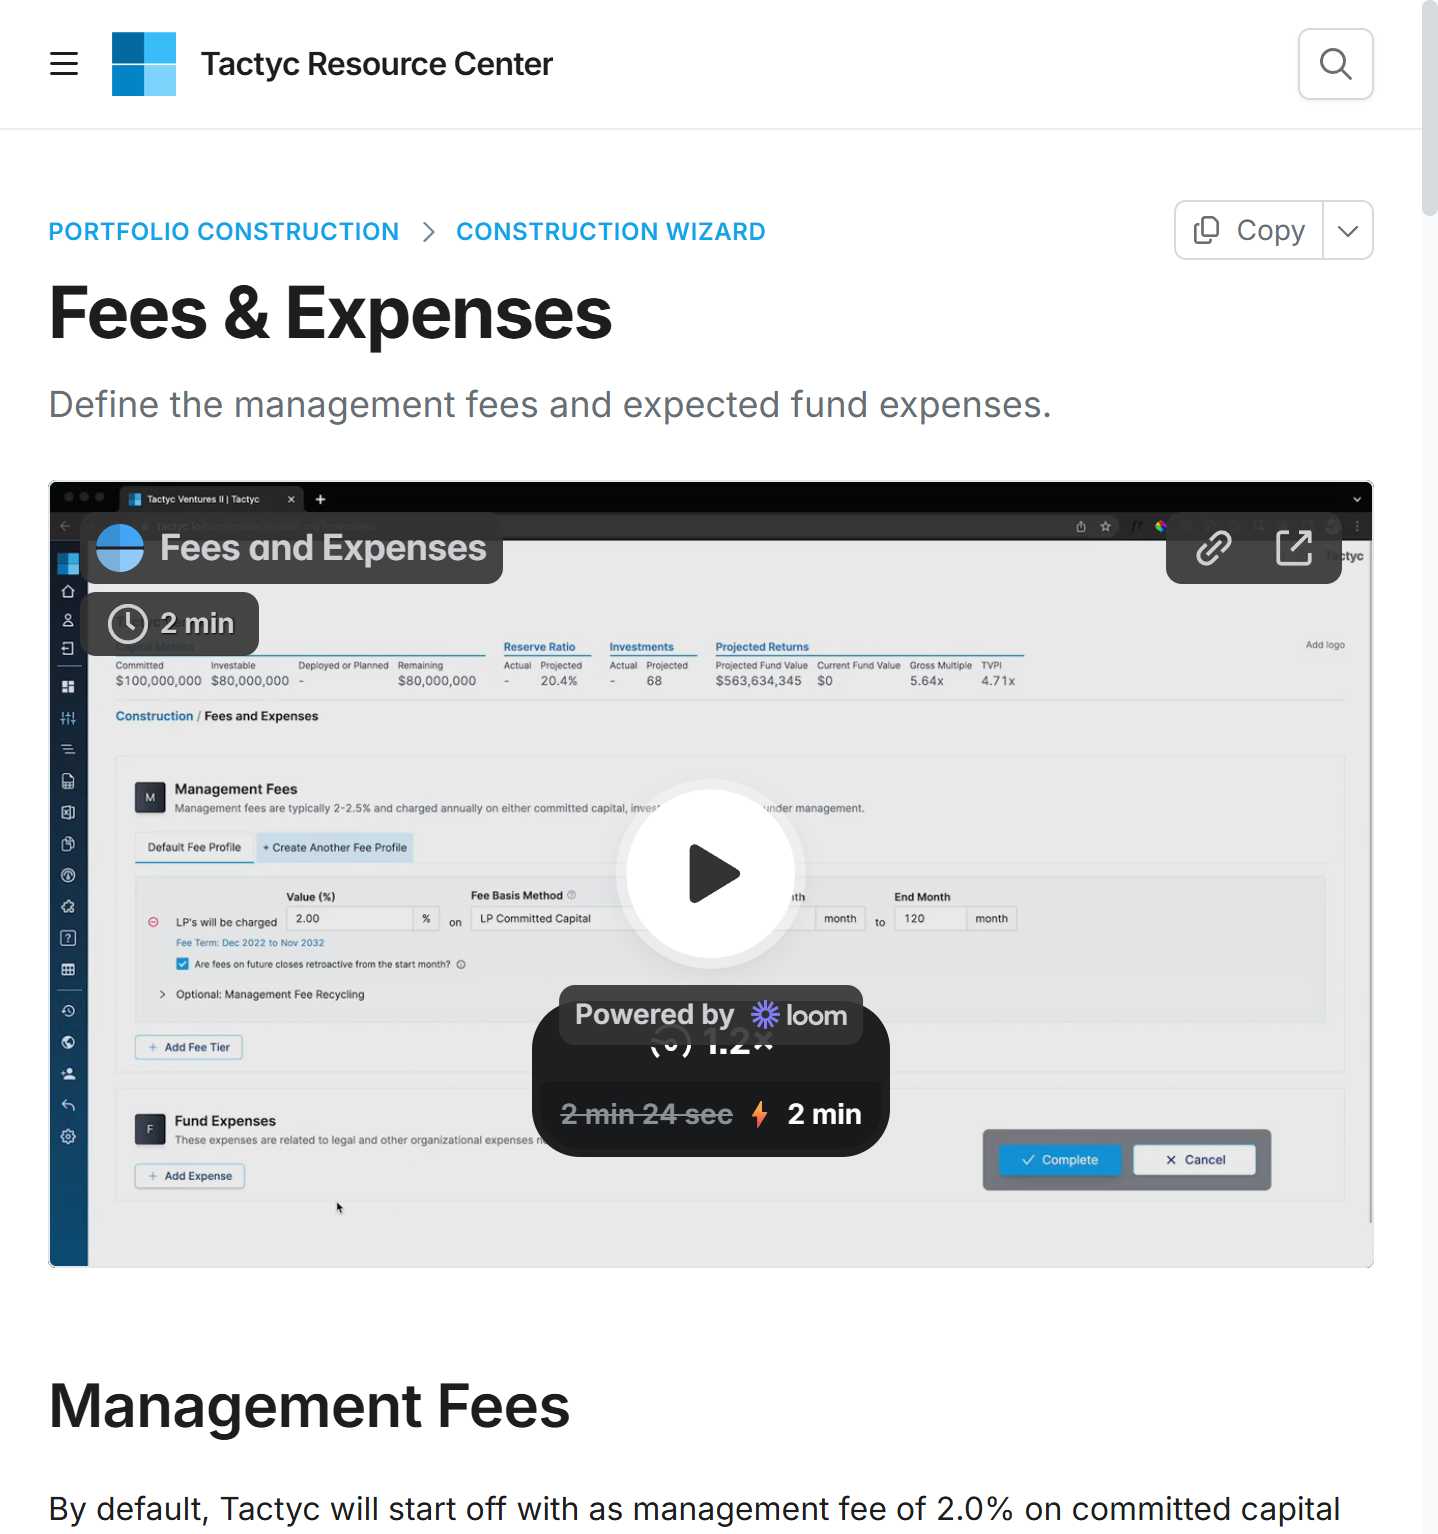 Tactyc Resource Center
PORTFOLIO CONSTRUCTION > CONSTRUCTION WIZARD
Copy
Fees & Expenses
Define the management fees and expected fund expenses.
Tactyc Ventures II | Tactyc
Fees and Expenses
2 min
Add logo
Reserve Ratio Investments Projected Returns
Committed Investable Deployed or Planned Remaining Actual Projected Actual Projected Projected Fund Value Current Fund Value Gross Multiple TVPI
$100,000,000 $80,000,000 - $80,000,000 - 20.4% - 68 $563,634,345 $0 5.64x 4.71x
Construction / Fees and Expenses
M
Management Fees
Management fees are typically 2-2.5% and charged annually on either committed capital, under management.
Default Fee Profile + Create Another Fee Profile
Value (%) Fee Basis Method End Month
LP's will be charged 2.00 % on LP Committed Capital month to 120 month
Fee Term: Dec 2022 to Nov 2032
Are fees on future closes retroactive from the start month?
Optional: Management Fee Recycling
+ Add Fee Tier
Powered by loom
1.2×
2 min 24 sec 2 min
F
Fund Expenses
These expenses are related to legal and other organizational expenses
+ Add Expense
Complete Cancel
Management Fees
By default, Tactyc will start off with as management fee of 2.0% on committed capital